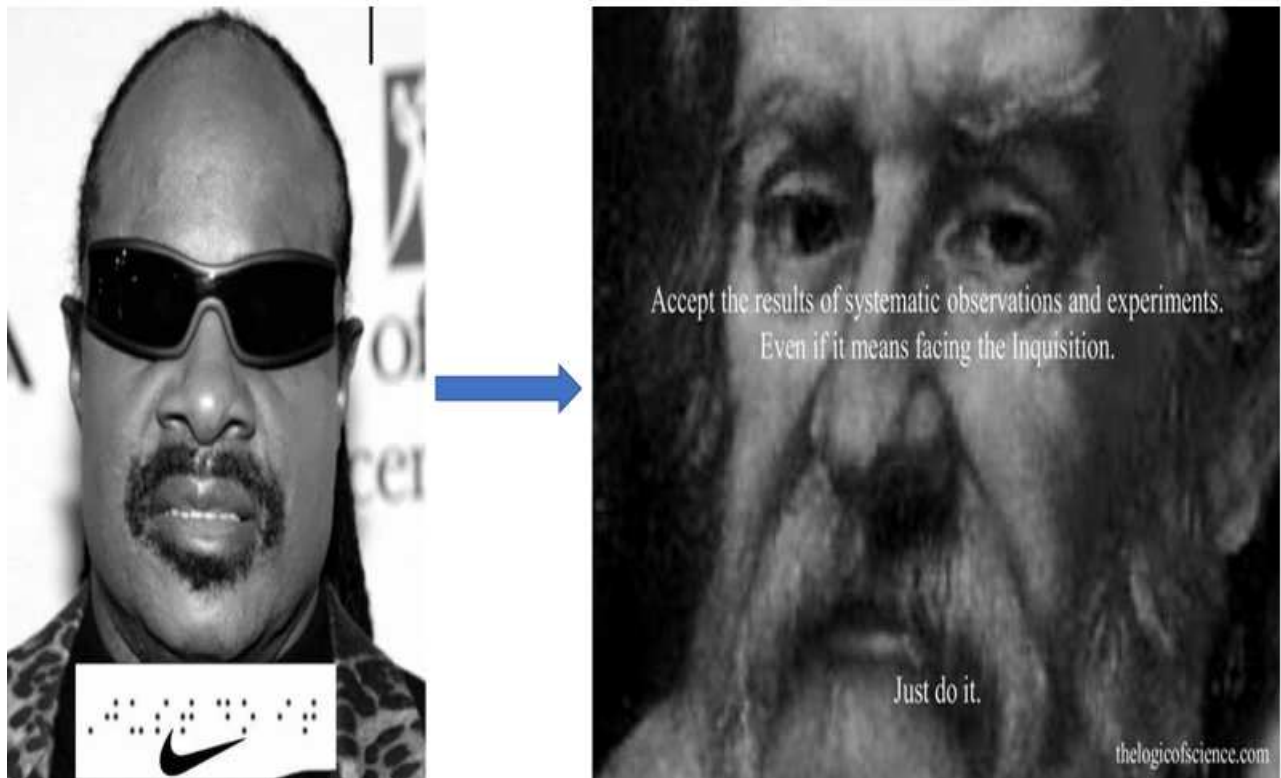 of
⠠⠚⠥⠎⠞ ⠙⠕ ⠊⠞
Accept the results of systematic observations and experiments.
Even if it means facing the Inquisition.
Just do it.
thelogicofscience.com